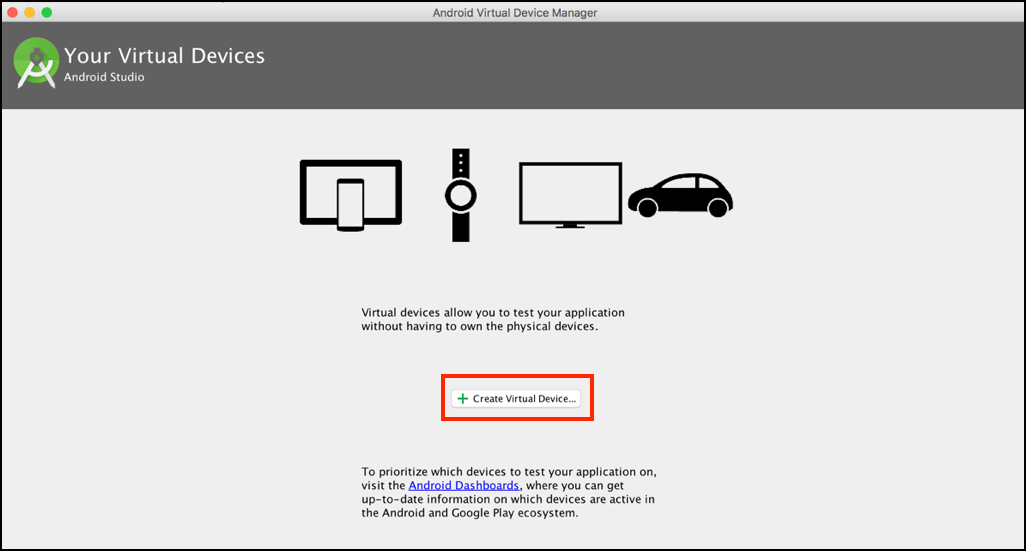 Android Virtual Device Manager
Your Virtual Devices
Android Studio
Virtual devices allow you to test your application
without having to own the physical devices.
Create Virtual Device...
To prioritize which devices to test your application on,
visit the Android Dashboards, where you can get
up-to-date information on which devices are active in
the Android and Google Play ecosystem.